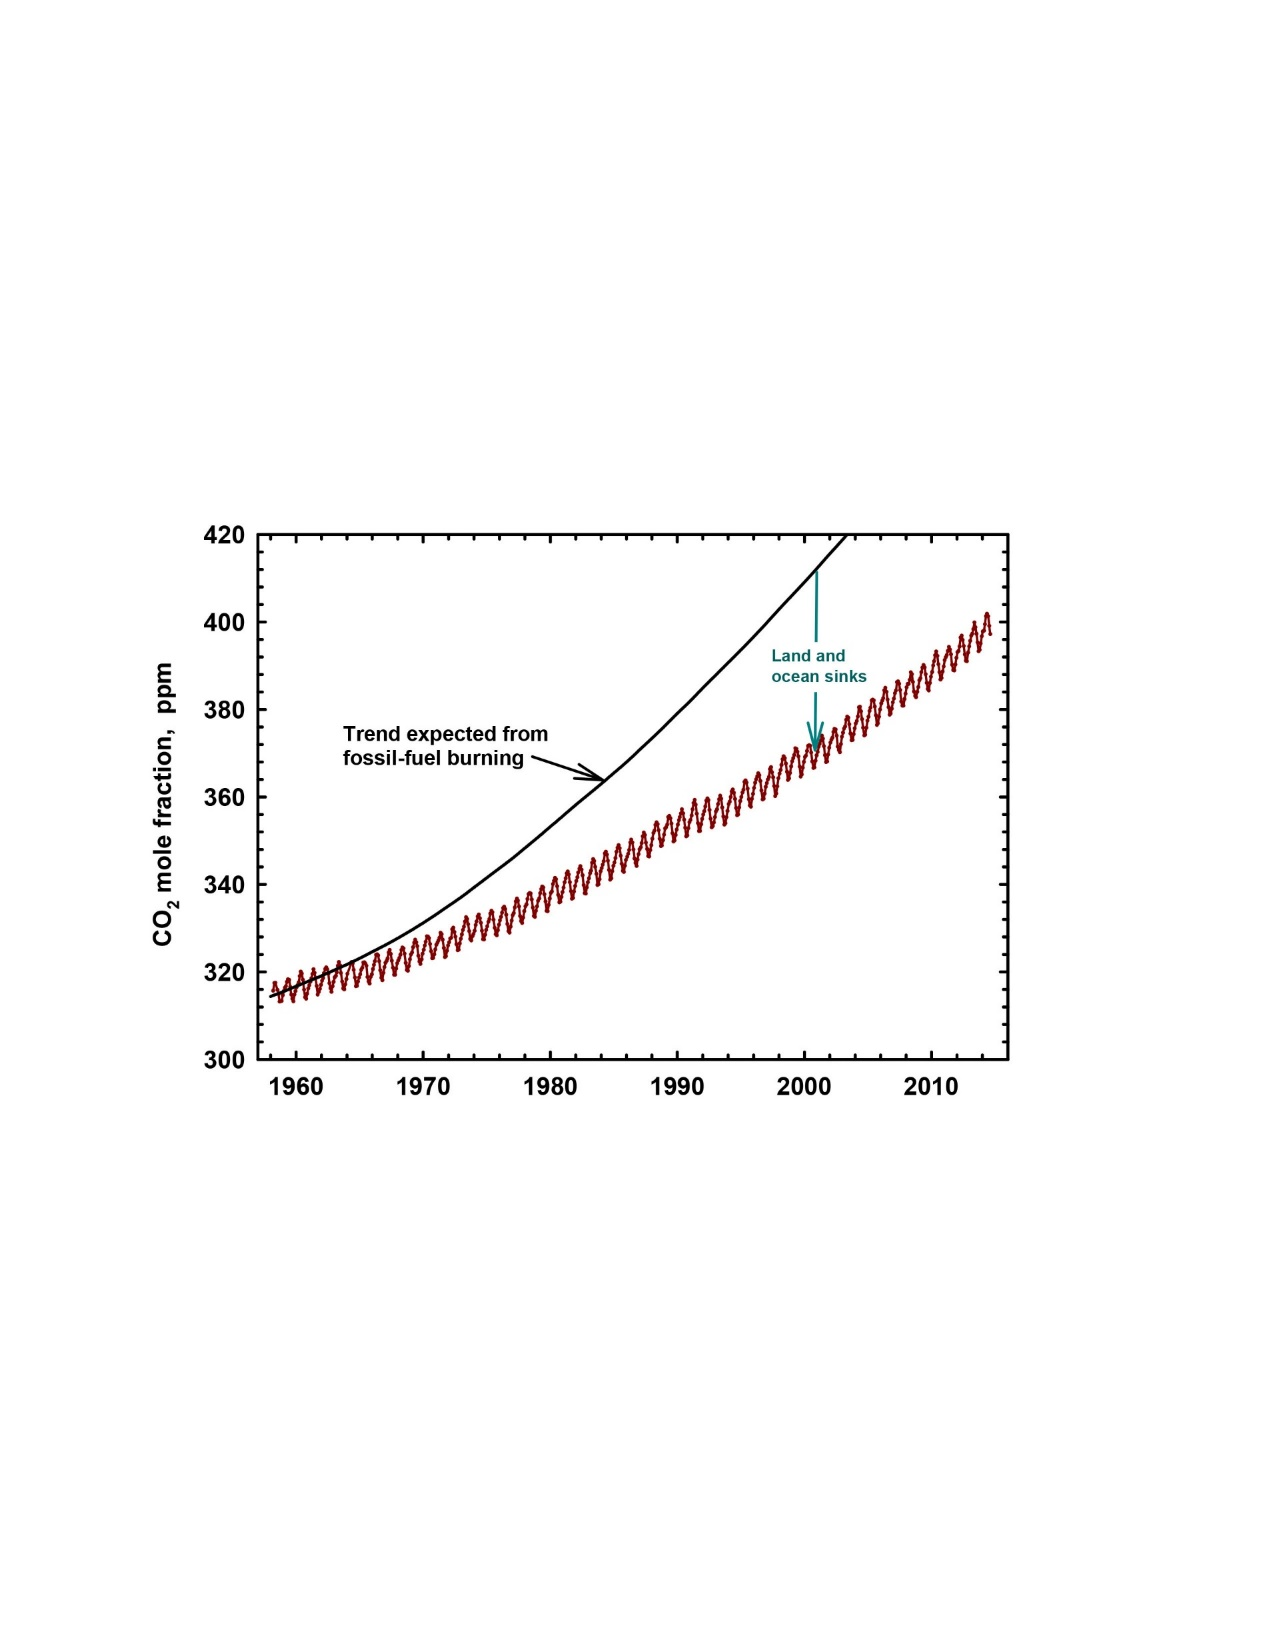 420
400
380
360
340
320
300
CO2 mole fraction, ppm
Trend expected from
fossil-fuel burning
Land and
ocean sinks
1960 1970 1980 1990 2000 2010